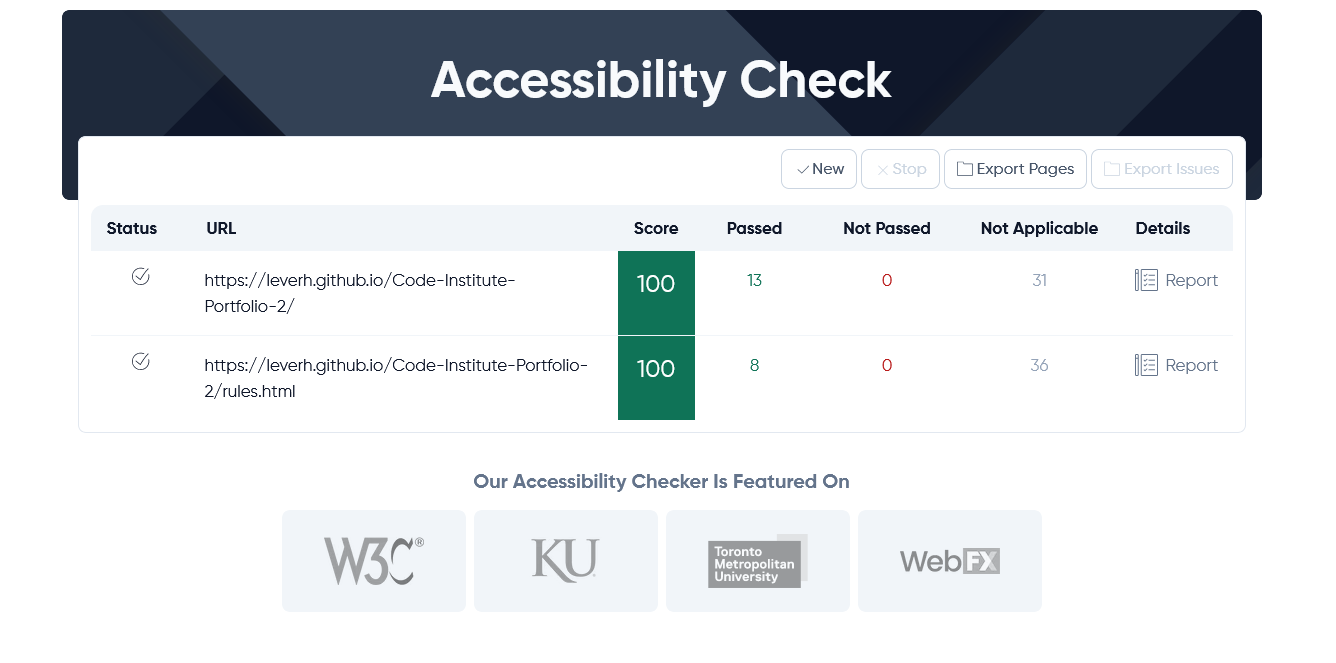 Accessibility Check
New Stop Export Pages Export Issues
Status URL Score Passed Not Passed Not Applicable Details
https://leverh.github.io/Code-Institute- 100 13 0 31 Report
Portfolio-2/
https://leverh.github.io/Code-Institute-Portfolio- 100 8 0 36 Report
2/rules.html
Our Accessibility Checker Is Featured On
W3C® KU Toronto Metropolitan University WebFX